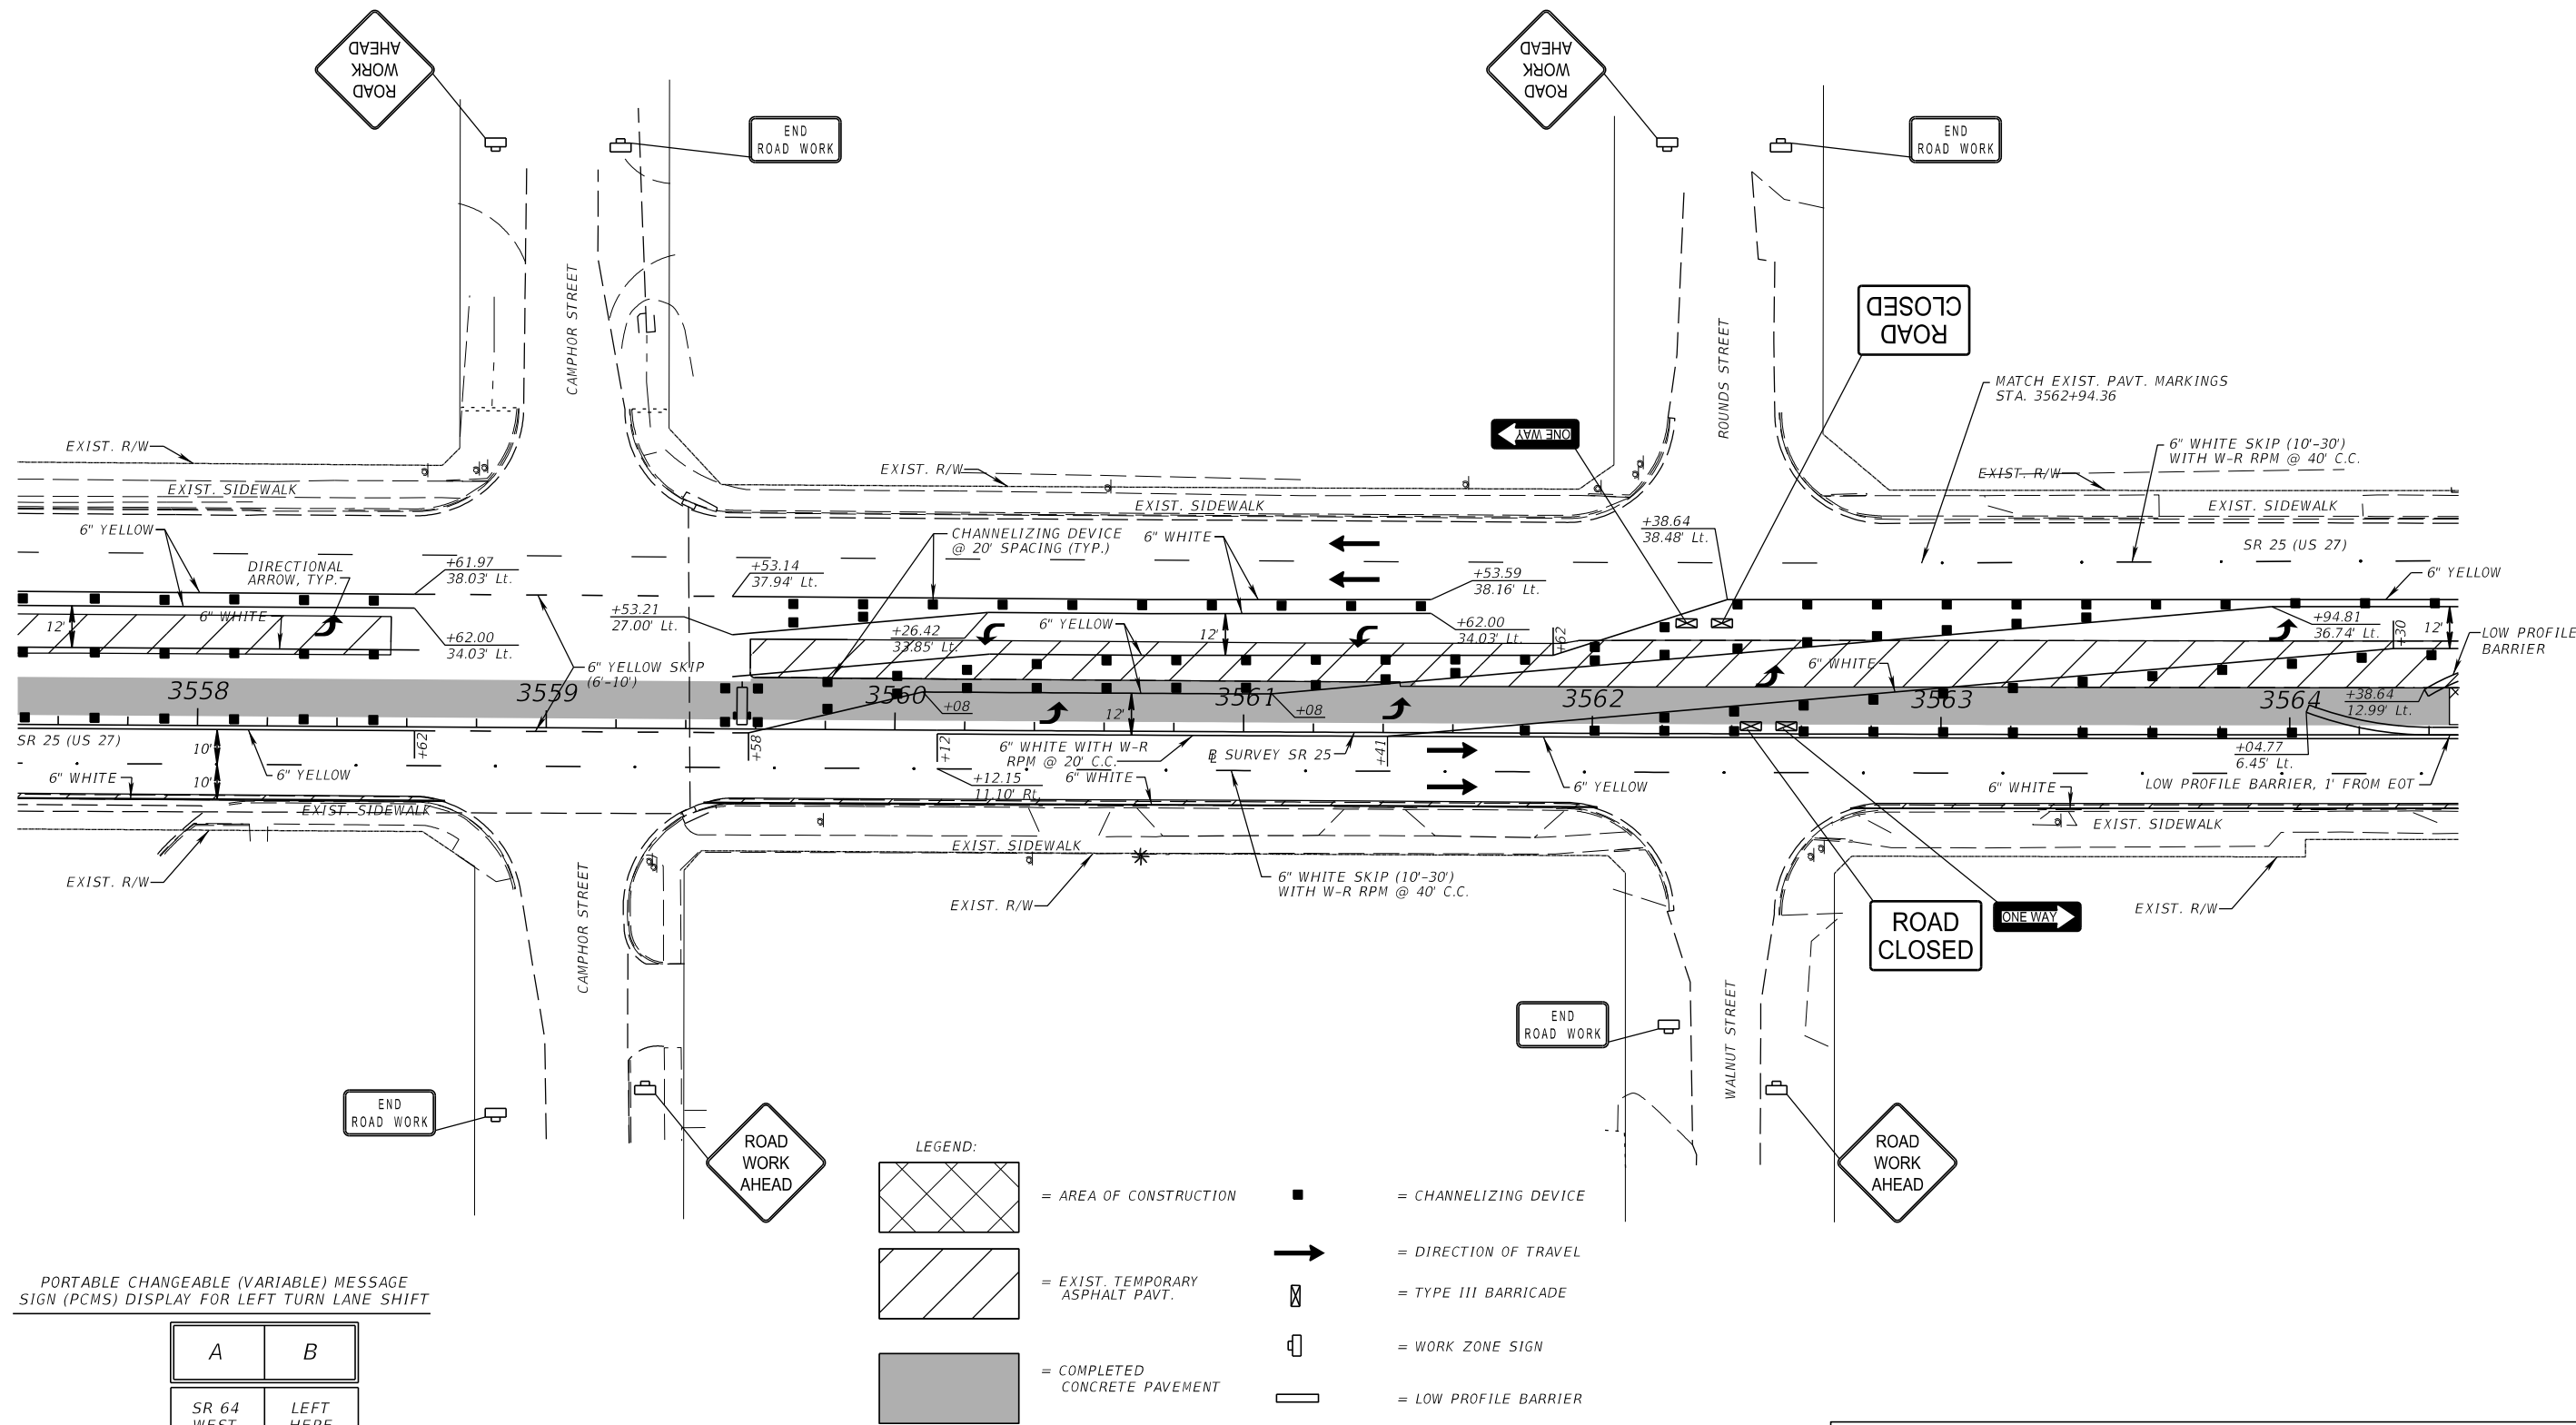 ROAD
WORK
AHEAD
END
ROAD WORK
ROAD
WORK
AHEAD
END
ROAD WORK
CAMPHOR STREET
ROUNDS STREET
ROAD
CLOSED
ONE WAY
MATCH EXIST. PAVT. MARKINGS
STA. 3562+94.36
6" WHITE SKIP (10'-30')
WITH W-R RPM @ 40' C.C.
EXIST. R/W
EXIST. R/W
EXIST. R/W
EXIST. SIDEWALK
EXIST. SIDEWALK
EXIST. SIDEWALK
6" YELLOW
CHANNELIZING DEVICE
@ 20' SPACING (TYP.)
6" WHITE
+38.64
38.48' Lt.
SR 25 (US 27)
DIRECTIONAL
ARROW, TYP.
+61.97
38.03' Lt.
+53.14
37.94' Lt.
+53.59
38.16' Lt.
6" YELLOW
12'
6" WHITE
+53.21
27.00' Lt.
+26.42
33.85' Lt.
6" YELLOW
12'
+62.00
34.03' Lt.
+62
+94.81
36.74' Lt.
+30
12'
LOW PROFILE
BARRIER
+62.00
34.03' Lt.
6" YELLOW SKIP
(6'-10')
6" WHITE
3558
3559
3560
3561
3562
3563
3564
+08
+08
12'
+38.64
12.99' Lt.
SR 25 (US 27)
10'
10'
+62
+58
+12
6" WHITE WITH W-R
RPM @ 20' C.C.
BL SURVEY SR 25
+41
+04.77
6.45' Lt.
6" WHITE
6" YELLOW
+12.15
11.10' Rt.
6" WHITE
6" YELLOW
6" WHITE
LOW PROFILE BARRIER, 1' FROM EOT
EXIST. SIDEWALK
EXIST. SIDEWALK
EXIST. SIDEWALK
EXIST. R/W
EXIST. R/W
6" WHITE SKIP (10'-30')
WITH W-R RPM @ 40' C.C.
EXIST. R/W
ROAD
CLOSED
ONE WAY
CAMPHOR STREET
WALNUT STREET
END
ROAD WORK
END
ROAD WORK
ROAD
WORK
AHEAD
ROAD
WORK
AHEAD
LEGEND:
= AREA OF CONSTRUCTION
= EXIST. TEMPORARY
ASPHALT PAVT.
= COMPLETED
CONCRETE PAVEMENT
= CHANNELIZING DEVICE
= DIRECTION OF TRAVEL
= TYPE III BARRICADE
= WORK ZONE SIGN
= LOW PROFILE BARRIER
PORTABLE CHANGEABLE (VARIABLE) MESSAGE
SIGN (PCMS) DISPLAY FOR LEFT TURN LANE SHIFT
A B
SR 64 LEFT
WEST HERE